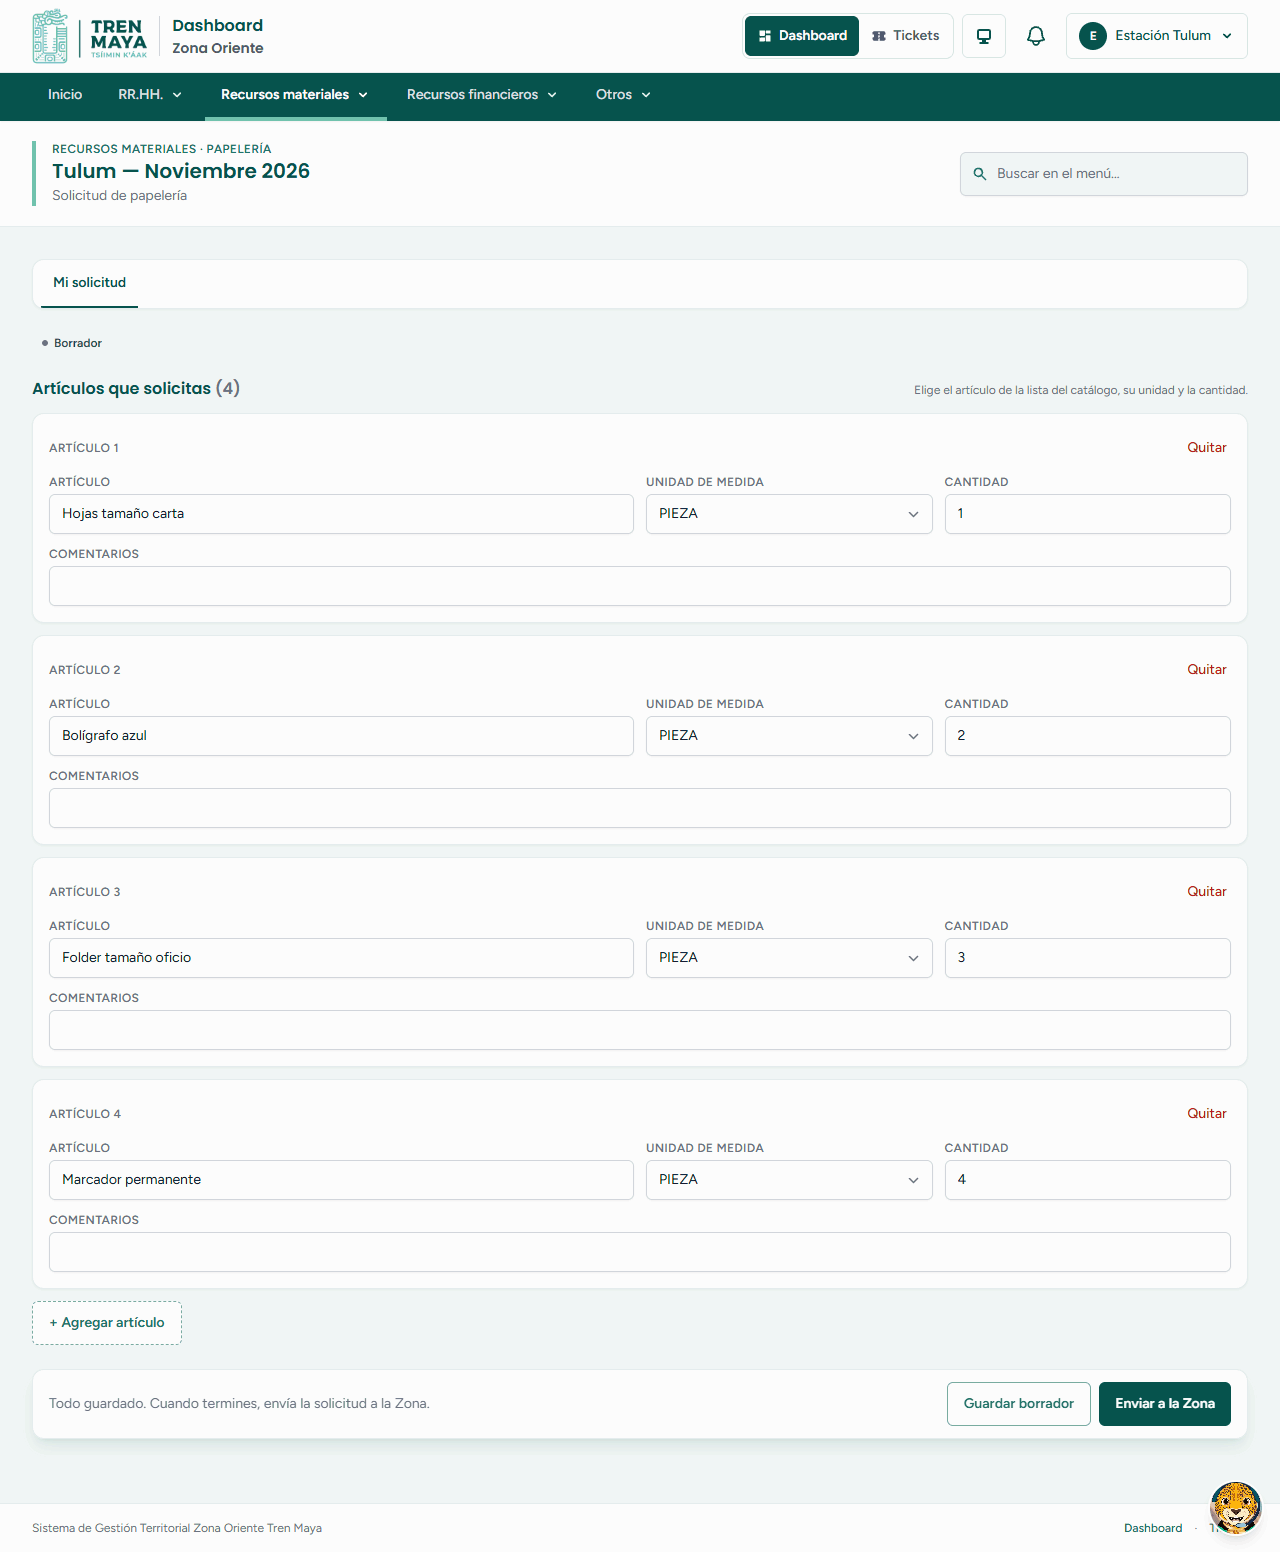 TREN
MAYA
TSÍIMIN K'ÁAK
Dashboard
Zona Oriente
Dashboard
Tickets
E
Estación Tulum
Inicio
RR.HH.
Recursos materiales
Recursos financieros
Otros
RECURSOS MATERIALES · PAPELERÍA
Tulum — Noviembre 2026
Solicitud de papelería
Buscar en el menú...
Mi solicitud
Borrador
Artículos que solicitas (4)
Elige el artículo de la lista del catálogo, su unidad y la cantidad.
ARTÍCULO 1
Quitar
ARTÍCULO
UNIDAD DE MEDIDA
CANTIDAD
Hojas tamaño carta
PIEZA
1
COMENTARIOS
ARTÍCULO 2
Quitar
ARTÍCULO
UNIDAD DE MEDIDA
CANTIDAD
Bolígrafo azul
PIEZA
2
COMENTARIOS
ARTÍCULO 3
Quitar
ARTÍCULO
UNIDAD DE MEDIDA
CANTIDAD
Folder tamaño oficio
PIEZA
3
COMENTARIOS
ARTÍCULO 4
Quitar
ARTÍCULO
UNIDAD DE MEDIDA
CANTIDAD
Marcador permanente
PIEZA
4
COMENTARIOS
+ Agregar artículo
Todo guardado. Cuando termines, envía la solicitud a la Zona.
Guardar borrador
Enviar a la Zona
Sistema de Gestión Territorial Zona Oriente Tren Maya
Dashboard ·